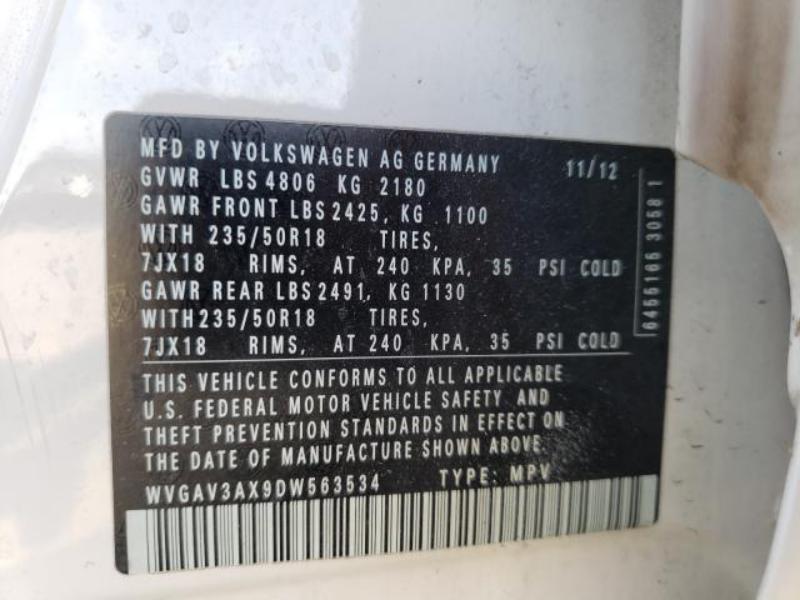 MFD BY VOLKSWAGEN AG GERMANY 11/12
GVWR LBS 4806 KG 2180
GAWR FRONT LBS 2425, KG 1100
WITH 235/50R18 TIRES,
7JX18 RIMS, AT 240 KPA, 35 PSI COLD
GAWR REAR LBS 2491, KG 1130
WITH 235/50R18 TIRES,
7JX18 RIMS, AT 240 KPA, 35 PSI COLD
THIS VEHICLE CONFORMS TO ALL APPLICABLE
U.S. FEDERAL MOTOR VEHICLE SAFETY AND
THEFT PREVENTION STANDARDS IN EFFECT ON
THE DATE OF MANUFACTURE SHOWN ABOVE.
WVGAV3AX9DW563534 TYPE: MPV
6455166 3058 1